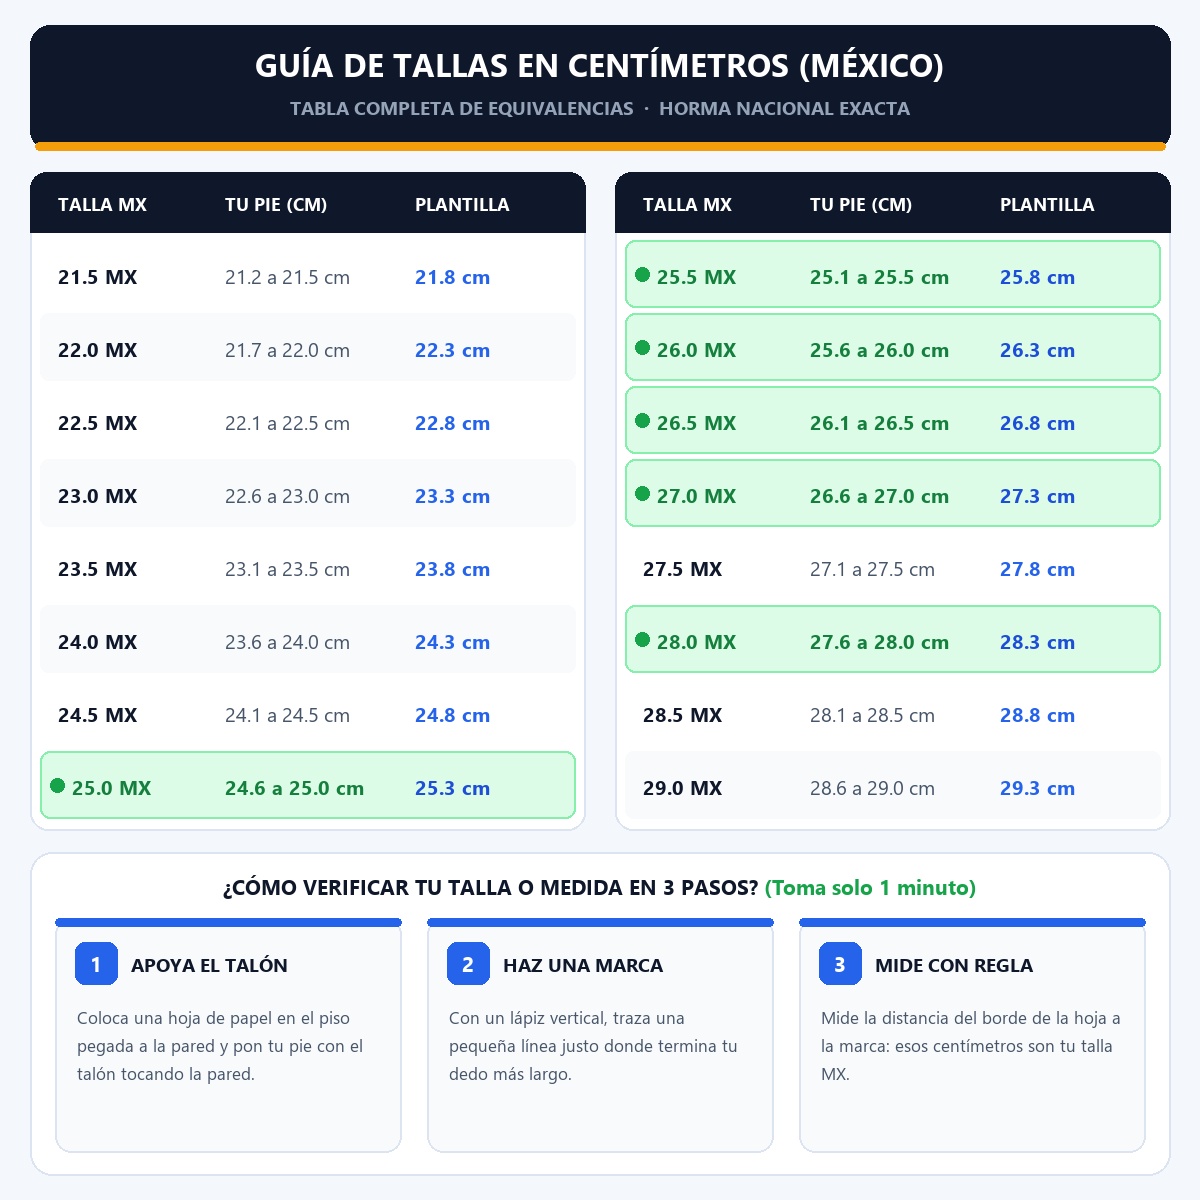 GUÍA DE TALLAS EN CENTÍMETROS (MÉXICO)
TABLA COMPLETA DE EQUIVALENCIAS · HORMA NACIONAL EXACTA
TALLA MX TU PIE (CM) PLANTILLA
21.5 MX 21.2 a 21.5 cm 21.8 cm
22.0 MX 21.7 a 22.0 cm 22.3 cm
22.5 MX 22.1 a 22.5 cm 22.8 cm
23.0 MX 22.6 a 23.0 cm 23.3 cm
23.5 MX 23.1 a 23.5 cm 23.8 cm
24.0 MX 23.6 a 24.0 cm 24.3 cm
24.5 MX 24.1 a 24.5 cm 24.8 cm
25.0 MX 24.6 a 25.0 cm 25.3 cm
TALLA MX TU PIE (CM) PLANTILLA
25.5 MX 25.1 a 25.5 cm 25.8 cm
26.0 MX 25.6 a 26.0 cm 26.3 cm
26.5 MX 26.1 a 26.5 cm 26.8 cm
27.0 MX 26.6 a 27.0 cm 27.3 cm
27.5 MX 27.1 a 27.5 cm 27.8 cm
28.0 MX 27.6 a 28.0 cm 28.3 cm
28.5 MX 28.1 a 28.5 cm 28.8 cm
29.0 MX 28.6 a 29.0 cm 29.3 cm
¿CÓMO VERIFICAR TU TALLA O MEDIDA EN 3 PASOS? (Toma solo 1 minuto)
1 APOYA EL TALÓN
Coloca una hoja de papel en el piso
pegada a la pared y pon tu pie con el
talón tocando la pared.
2 HAZ UNA MARCA
Con un lápiz vertical, traza una
pequeña línea justo donde termina tu
dedo más largo.
3 MIDE CON REGLA
Mide la distancia del borde de la hoja a
la marca: esos centímetros son tu talla
MX.